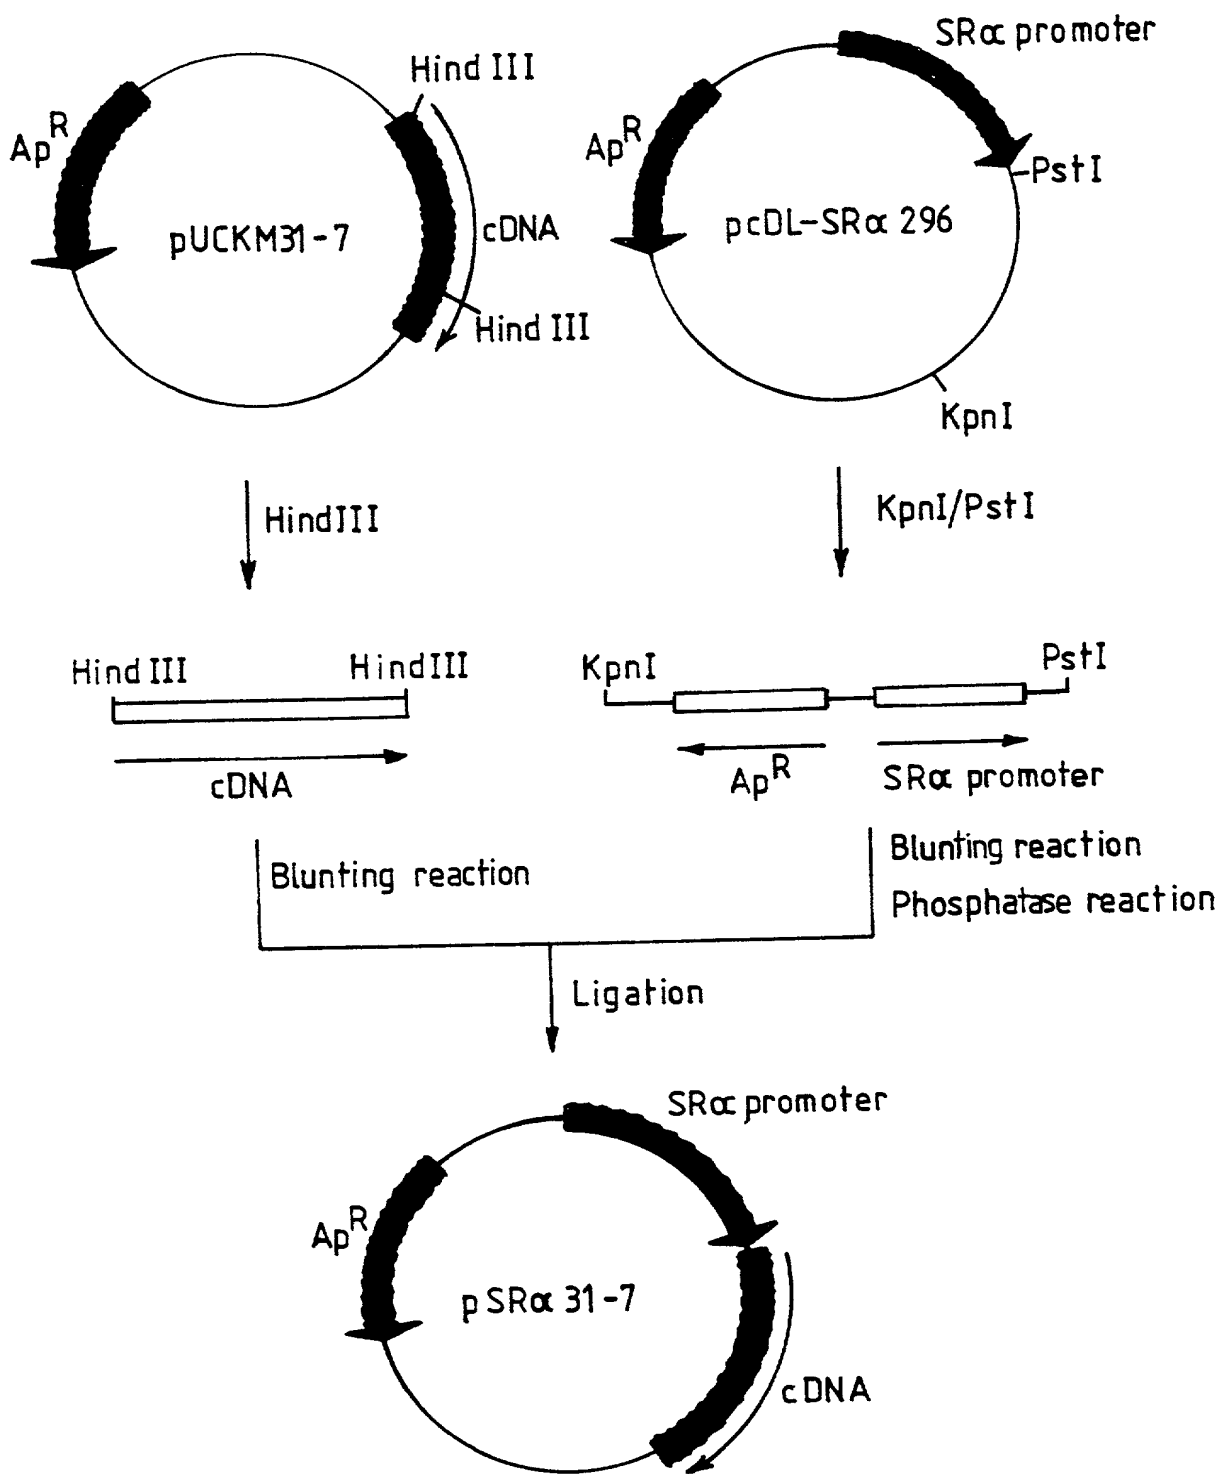 SRα promoter
Hind III
Ap^R
Ap^R
PstI
pUCKM31-7
cDNA
pcDL-SRα 296
Hind III
KpnI
HindIII
KpnI/PstI
Hind III
HindIII
KpnI
PstI
cDNA
Ap^R
SRα promoter
Blunting reaction
Blunting reaction
Phosphatase reaction
Ligation
SRα promoter
Ap^R
pSRα 31-7
cDNA